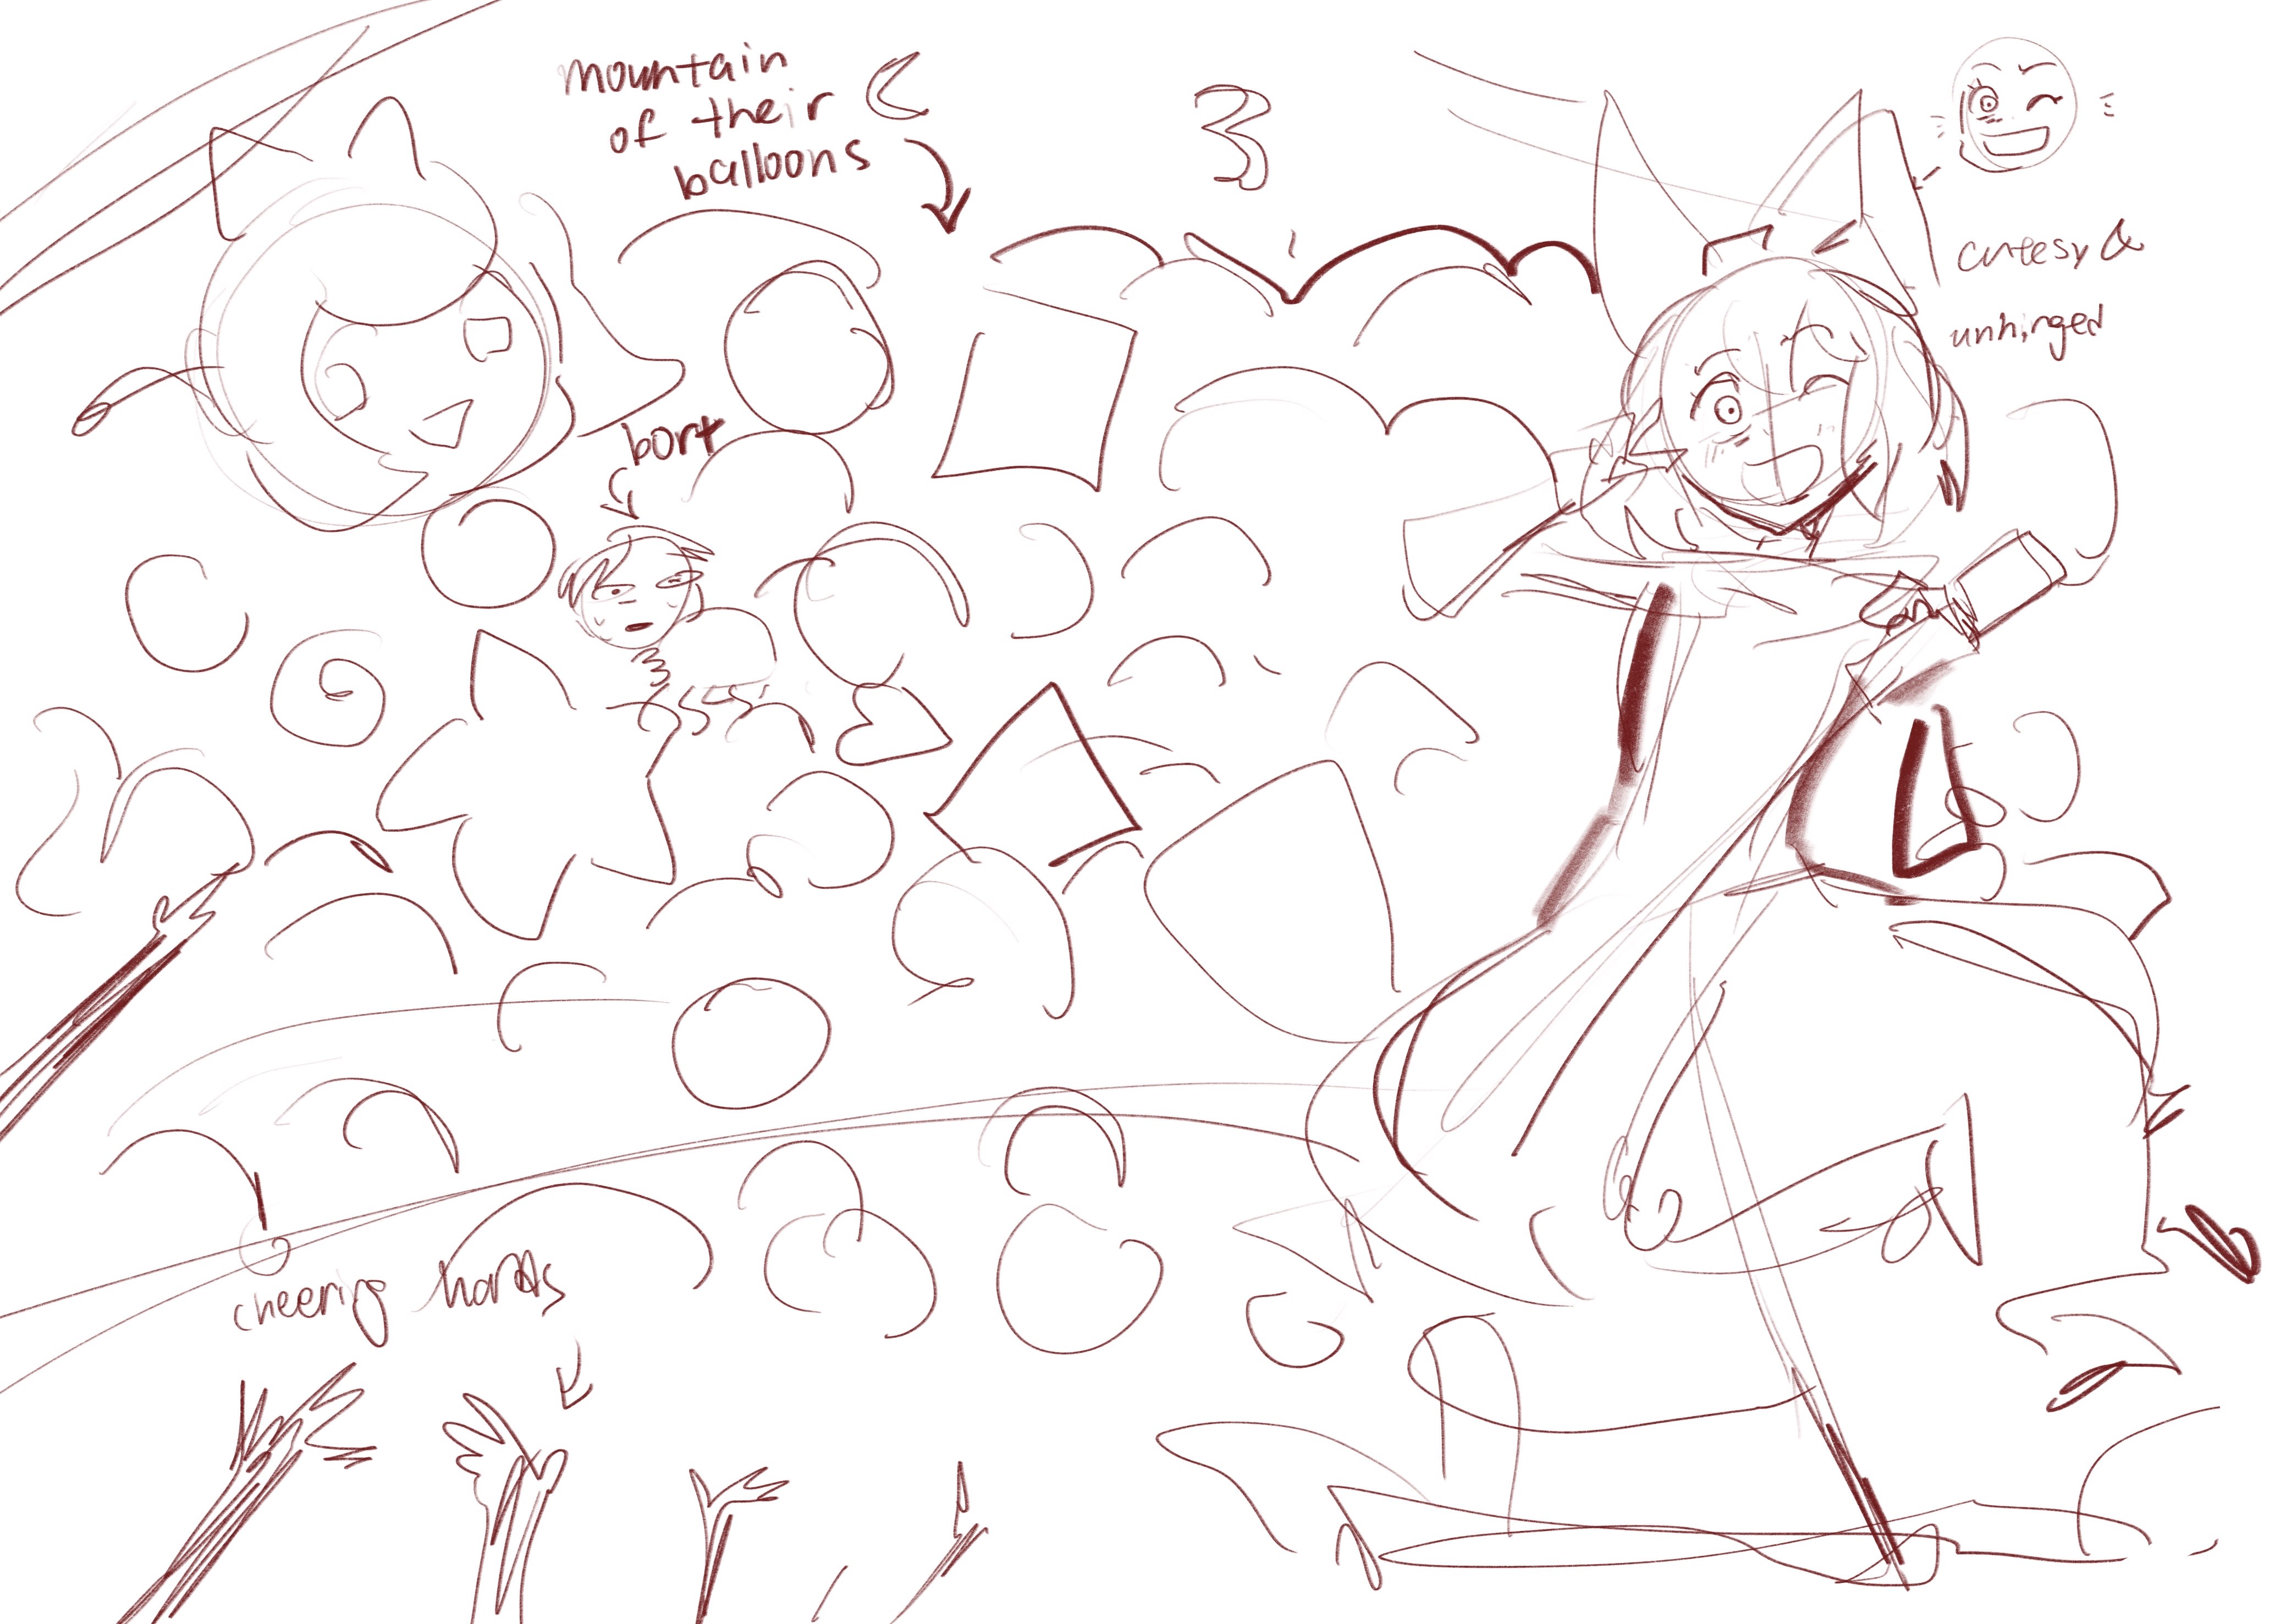 mountain
of their
balloons
3
cutesy &
unhinged
bort
cheering hands